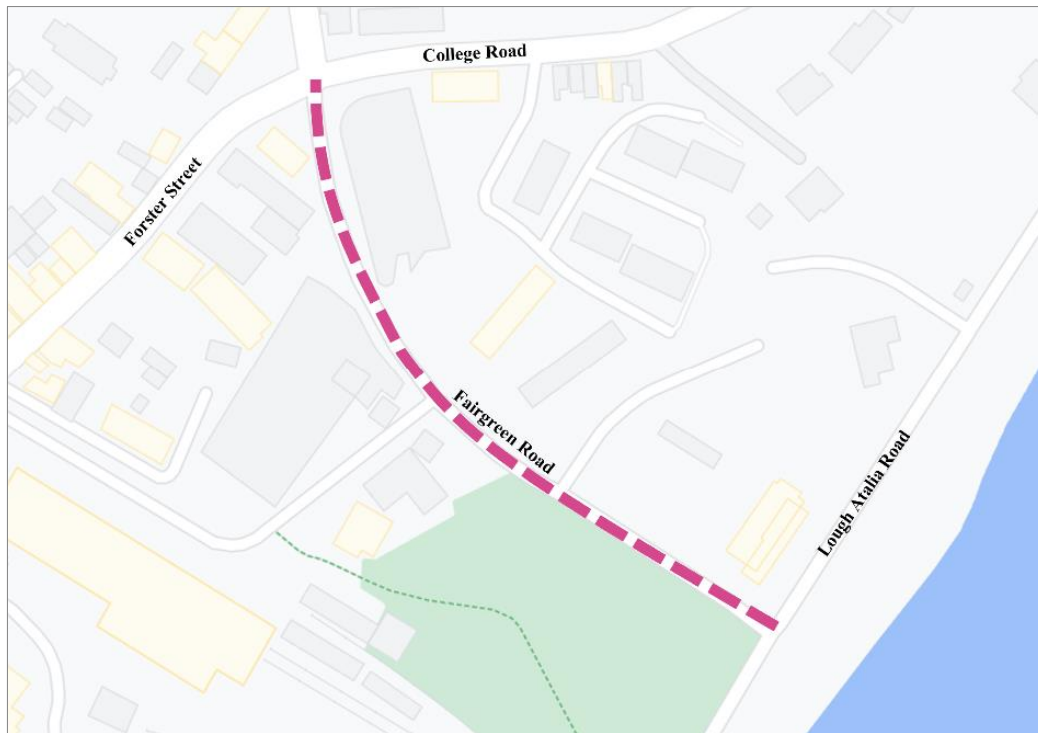 College Road
Forster Street
Fairgreen Road
Lough Atalia Road